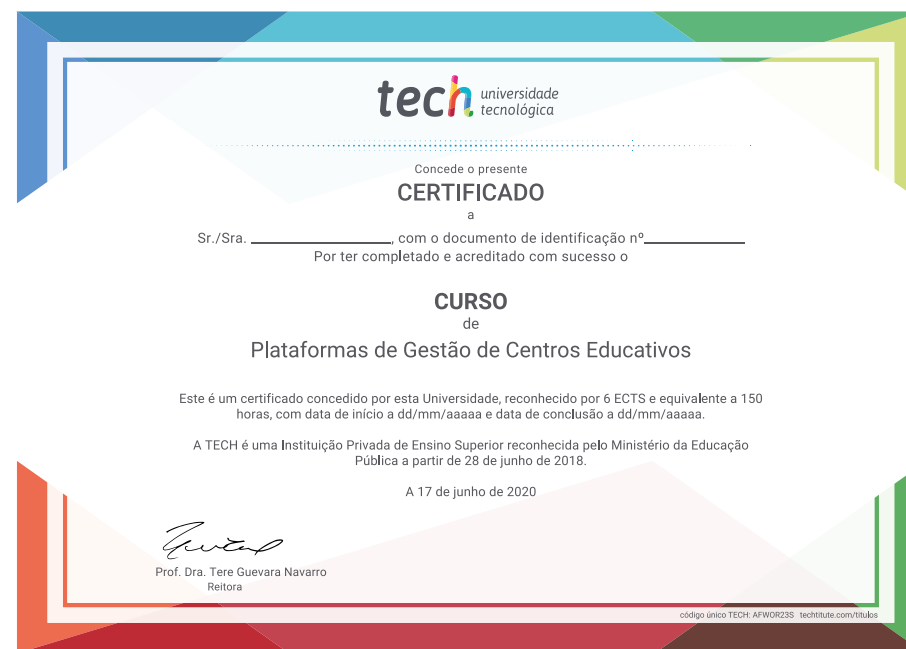 tech universidade
tecnológica
Concede o presente
CERTIFICADO
a
Sr./Sra. ____________________, com o documento de identificação nº______________
Por ter completado e acreditado com sucesso o
CURSO
de
Plataformas de Gestão de Centros Educativos
Este é um certificado concedido por esta Universidade, reconhecido por 6 ECTS e equivalente a 150
horas, com data de início a dd/mm/aaaaa e data de conclusão a dd/mm/aaaaa.
A TECH é uma Instituição Privada de Ensino Superior reconhecida pelo Ministério da Educação
Pública a partir de 28 de junho de 2018.
A 17 de junho de 2020
Prof. Dra. Tere Guevara Navarro
Reitora
código único TECH: AFWOR23S techtitute.com/titulos